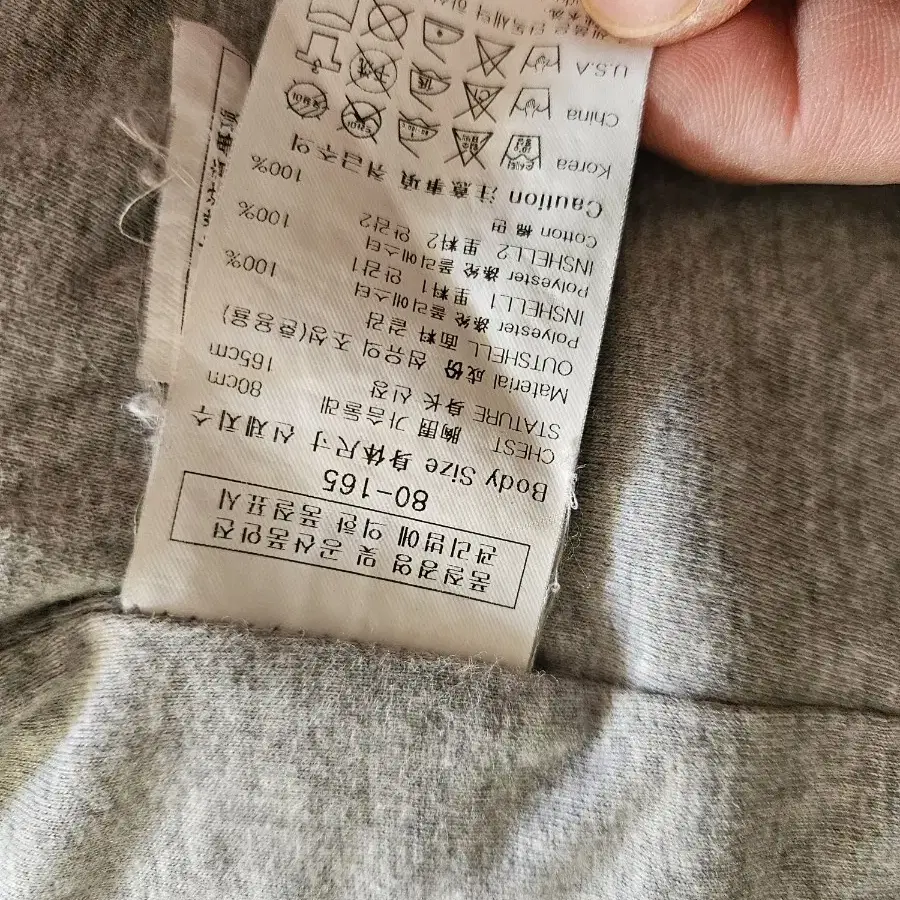 품질경영 및 공산품안전
관리법에 의한 품질표시
80-165
Body Size 身体尺寸 신체치수
CHEST 胸围 가슴둘레 80cm
STATURE 身长 신장 165cm
Material 成份 섬유의 조성(혼용율)
OUTSHELL 面料 겉감
Polyester 涤纶 폴리에스터 100%
INSHELL1 里料1 안감1
Polyester 涤纶 폴리에스터 100%
INSHELL2 里料2 안감2
Cotton 棉 면 100%
Caution 注意事項 취급주의
Korea
China
U.S.A